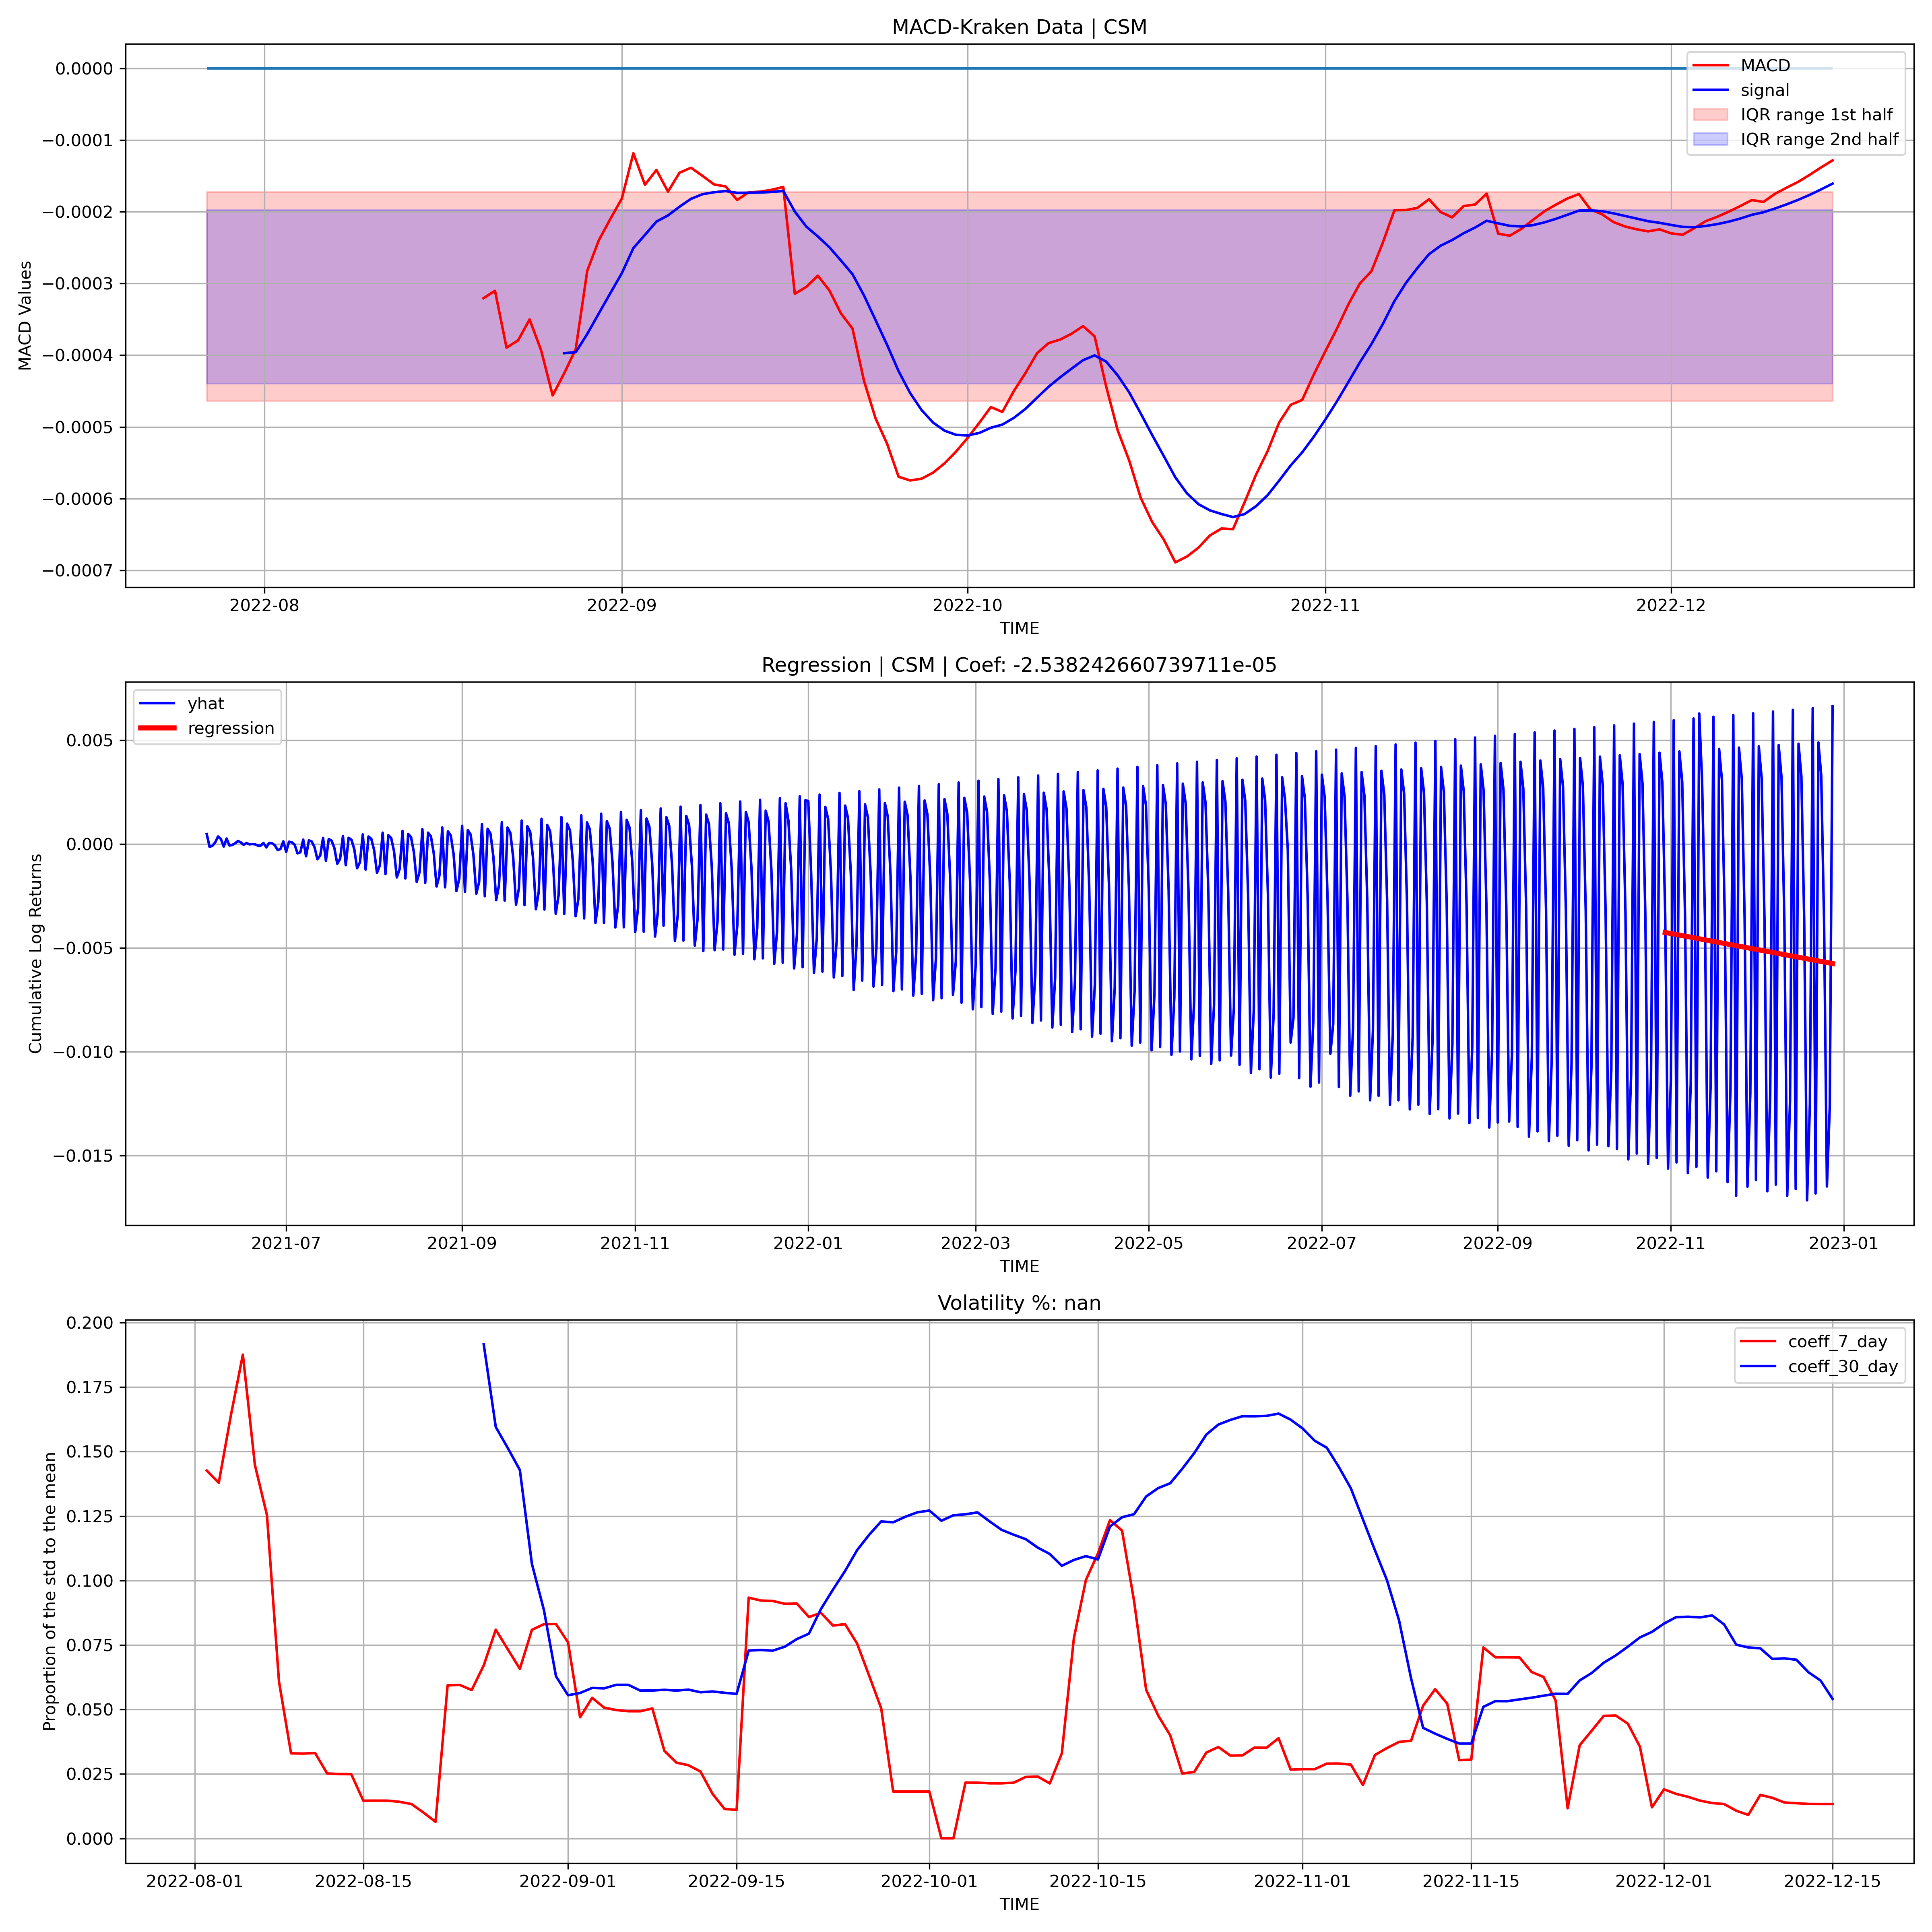 MACD-Kraken Data | CSM
MACD Values
0.0000
−0.0001
−0.0002
−0.0003
−0.0004
−0.0005
−0.0006
−0.0007
MACD
signal
IQR range 1st half
IQR range 2nd half
2022-08 2022-09 2022-10 2022-11 2022-12
TIME
Regression | CSM | Coef: -2.538242660739711e-05
Cumulative Log Returns
yhat
regression
0.005
0.000
−0.005
−0.010
−0.015
2021-07 2021-09 2021-11 2022-01 2022-03 2022-05 2022-07 2022-09 2022-11 2023-01
TIME
Volatility %: nan
Proportion of the std to the mean
0.200
0.175
0.150
0.125
0.100
0.075
0.050
0.025
0.000
coeff_7_day
coeff_30_day
2022-08-01 2022-08-15 2022-09-01 2022-09-15 2022-10-01 2022-10-15 2022-11-01 2022-11-15 2022-12-01 2022-12-15
TIME